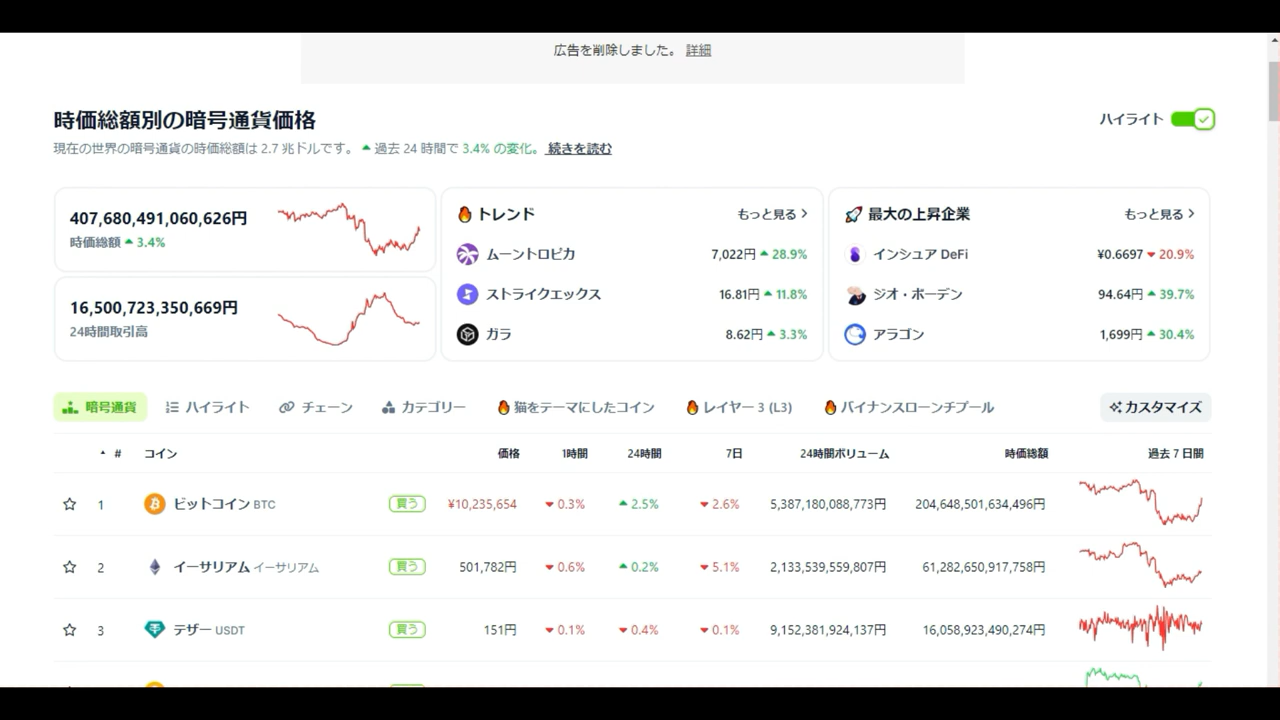 広告を削除しました。 詳細
時価総額別の暗号通貨価格
ハイライト
現在の世界の暗号通貨の時価総額は 2.7 兆ドルです。 過去 24 時間で 3.4% の変化。 続きを読む
407,680,491,060,626円
時価総額 3.4%
16,500,723,350,669円
24時間取引高
トレンド もっと見る
ムーントロピカ 7,022円 28.9%
ストライクエックス 16.81円 11.8%
ガラ 8.62円 3.3%
最大の上昇企業 もっと見る
インシュア DeFi ¥0.6697 20.9%
ジオ・ボーデン 94.64円 39.7%
アラゴン 1,699円 30.4%
暗号通貨 ハイライト チェーン カテゴリー 猫をテーマにしたコイン レイヤー 3 (L3) バイナンスローンチプール カスタマイズ
# コイン 価格 1時間 24時間 7日 24時間ボリューム 時価総額 過去 7 日間
1 ビットコイン BTC 買う ¥10,235,654 0.3% 2.5% 2.6% 5,387,180,088,773円 204,648,501,634,496円
2 イーサリアム イーサリアム 買う 501,782円 0.6% 0.2% 5.1% 2,133,539,559,807円 61,282,650,917,758円
3 テザー USDT 買う 151円 0.1% 0.4% 0.1% 9,152,381,924,137円 16,058,923,490,274円